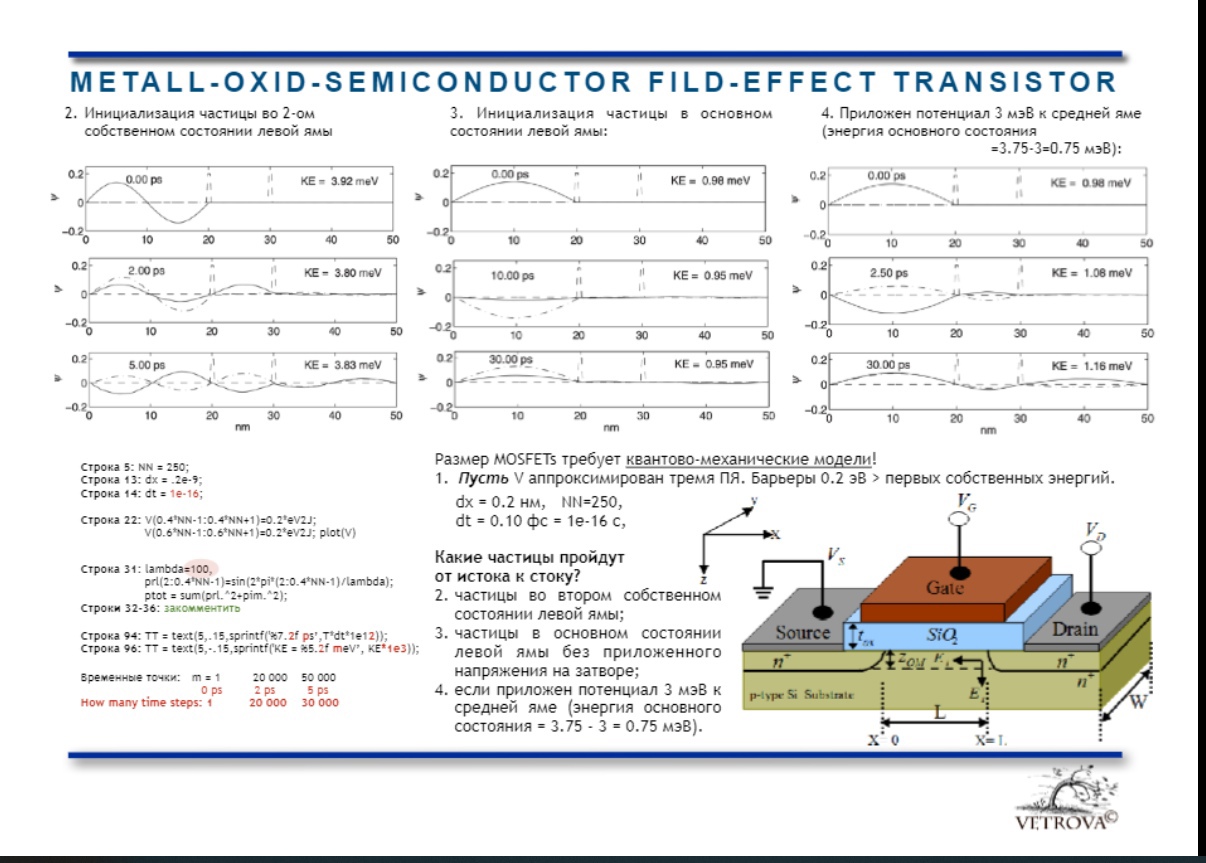 METALL-OXID-SEMICONDUCTOR FILD-EFFECT TRANSISTOR
2. Инициализация частицы во 2-ом
собственном состоянии левой ямы
0.2
0
-0.2
ψ
0.00 ps
KE = 3.92 meV
0 10 20 30 40 50
0.2
0
-0.2
ψ
2.00 ps
KE = 3.80 meV
0 10 20 30 40 50
0.2
0
-0.2
ψ
5.00 ps
KE = 3.83 meV
0 10 20 30 40 50
nm
3. Инициализация частицы в основном
состоянии левой ямы:
0.2
0
-0.2
ψ
0.00 ps
KE = 0.98 meV
0 10 20 30 40 50
0.2
0
-0.2
ψ
10.00 ps
KE = 0.95 meV
0 10 20 30 40 50
0.2
0
-0.2
ψ
30.00 ps
KE = 0.95 meV
0 10 20 30 40 50
nm
4. Приложен потенциал 3 мэВ к средней яме
(энергия основного состояния
=3.75-3=0.75 мэВ):
0.2
0
-0.2
ψ
0.00 ps
KE = 0.98 meV
0 10 20 30 40 50
0.2
0
-0.2
ψ
2.50 ps
KE = 1.08 meV
0 10 20 30 40 50
0.2
0
-0.2
ψ
30.00 ps
KE = 1.16 meV
0 10 20 30 40 50
nm
Строка 5: NN = 250;
Строка 13: dx = .2e-9;
Строка 14: dt = 1e-16;
Строка 22: V(0.4*NN-1:0.4*NN+1)=0.2*eV2J;
V(0.6*NN-1:0.6*NN+1)=0.2*eV2J; plot(V)
Строка 31: lambda=100,
prl(2:0.4*NN-1)=sin(2*pi*(2:0.4*NN-1)/lambda);
ptot = sum(prl.^2+pim.^2);
Строки 32-36: закомментить
Строка 94: TT = text(5,.15,sprintf('%7.2f ps',T*dt*1e12));
Строка 96: TT = text(5,-.15,sprintf('KE = %5.2f meV', KE*1e3));
Временные точки: m = 1 20 000 50 000
0 ps 2 ps 5 ps
How many time steps: 1 20 000 30 000
Размер MOSFETs требует квантово-механические модели!
1. Пусть V аппроксимирован тремя ПЯ. Барьеры 0.2 эВ > первых собственных энергий.
dx = 0.2 нм, NN=250,
dt = 0.10 фс = 1e-16 с,
Какие частицы пройдут
от истока к стоку?
2. частицы во втором собственном
состоянии левой ямы;
3. частицы в основном состоянии
левой ямы без приложенного
напряжения на затворе;
4. если приложен потенциал 3 мэВ к
средней яме (энергия основного
состояния = 3.75 - 3 = 0.75 мэВ).
y
x
z
V_S
V_G
V_D
Gate
Source
t_ox
SiO2
Drain
n+
z_QM
n+
n+
p-type Si Substrate
L
W
X=0
X=L
VETROVA©